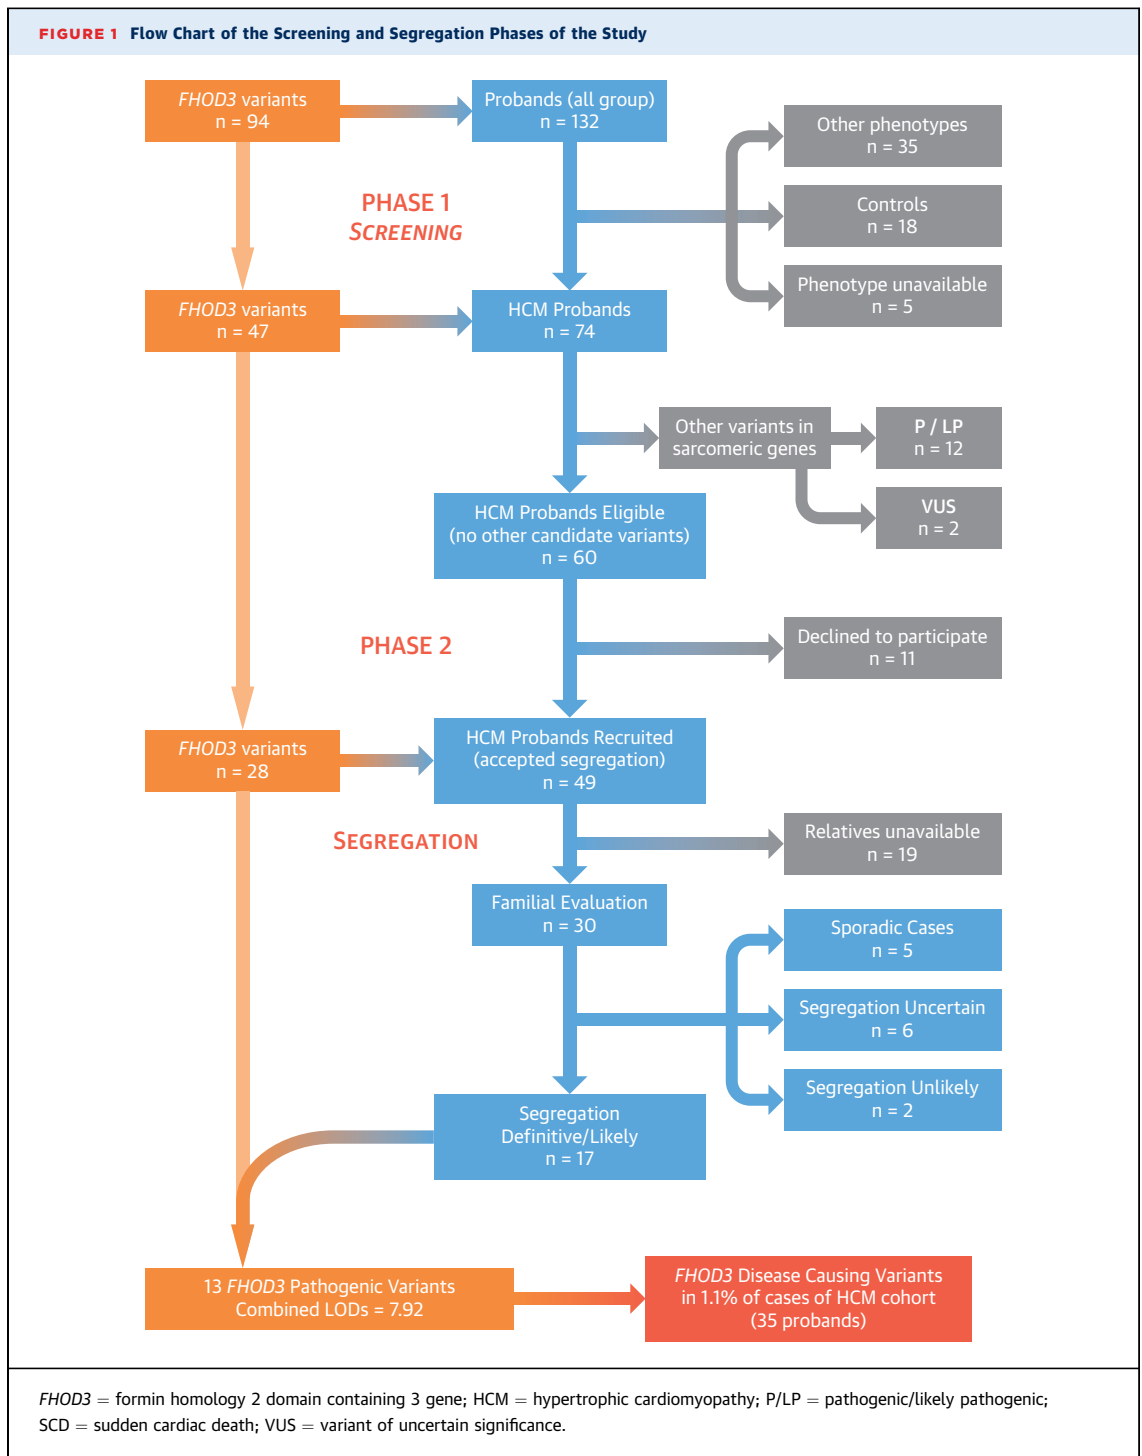 FIGURE 1 Flow Chart of the Screening and Segregation Phases of the Study
FHOD3 variants
n = 94
Probands (all group)
n = 132
Other phenotypes
n = 35
PHASE 1
SCREENING
Controls
n = 18
Phenotype unavailable
n = 5
FHOD3 variants
n = 47
HCM Probands
n = 74
Other variants in
sarcomeric genes
P / LP
n = 12
VUS
n = 2
HCM Probands Eligible
(no other candidate variants)
n = 60
PHASE 2
Declined to participate
n = 11
FHOD3 variants
n = 28
HCM Probands Recruited
(accepted segregation)
n = 49
SEGREGATION
Relatives unavailable
n = 19
Familial Evaluation
n = 30
Sporadic Cases
n = 5
Segregation Uncertain
n = 6
Segregation Unlikely
n = 2
Segregation
Definitive/Likely
n = 17
13 FHOD3 Pathogenic Variants
Combined LODs = 7.92
FHOD3 Disease Causing Variants
in 1.1% of cases of HCM cohort
(35 probands)
FHOD3 = formin homology 2 domain containing 3 gene; HCM = hypertrophic cardiomyopathy; P/LP = pathogenic/likely pathogenic;
SCD = sudden cardiac death; VUS = variant of uncertain significance.